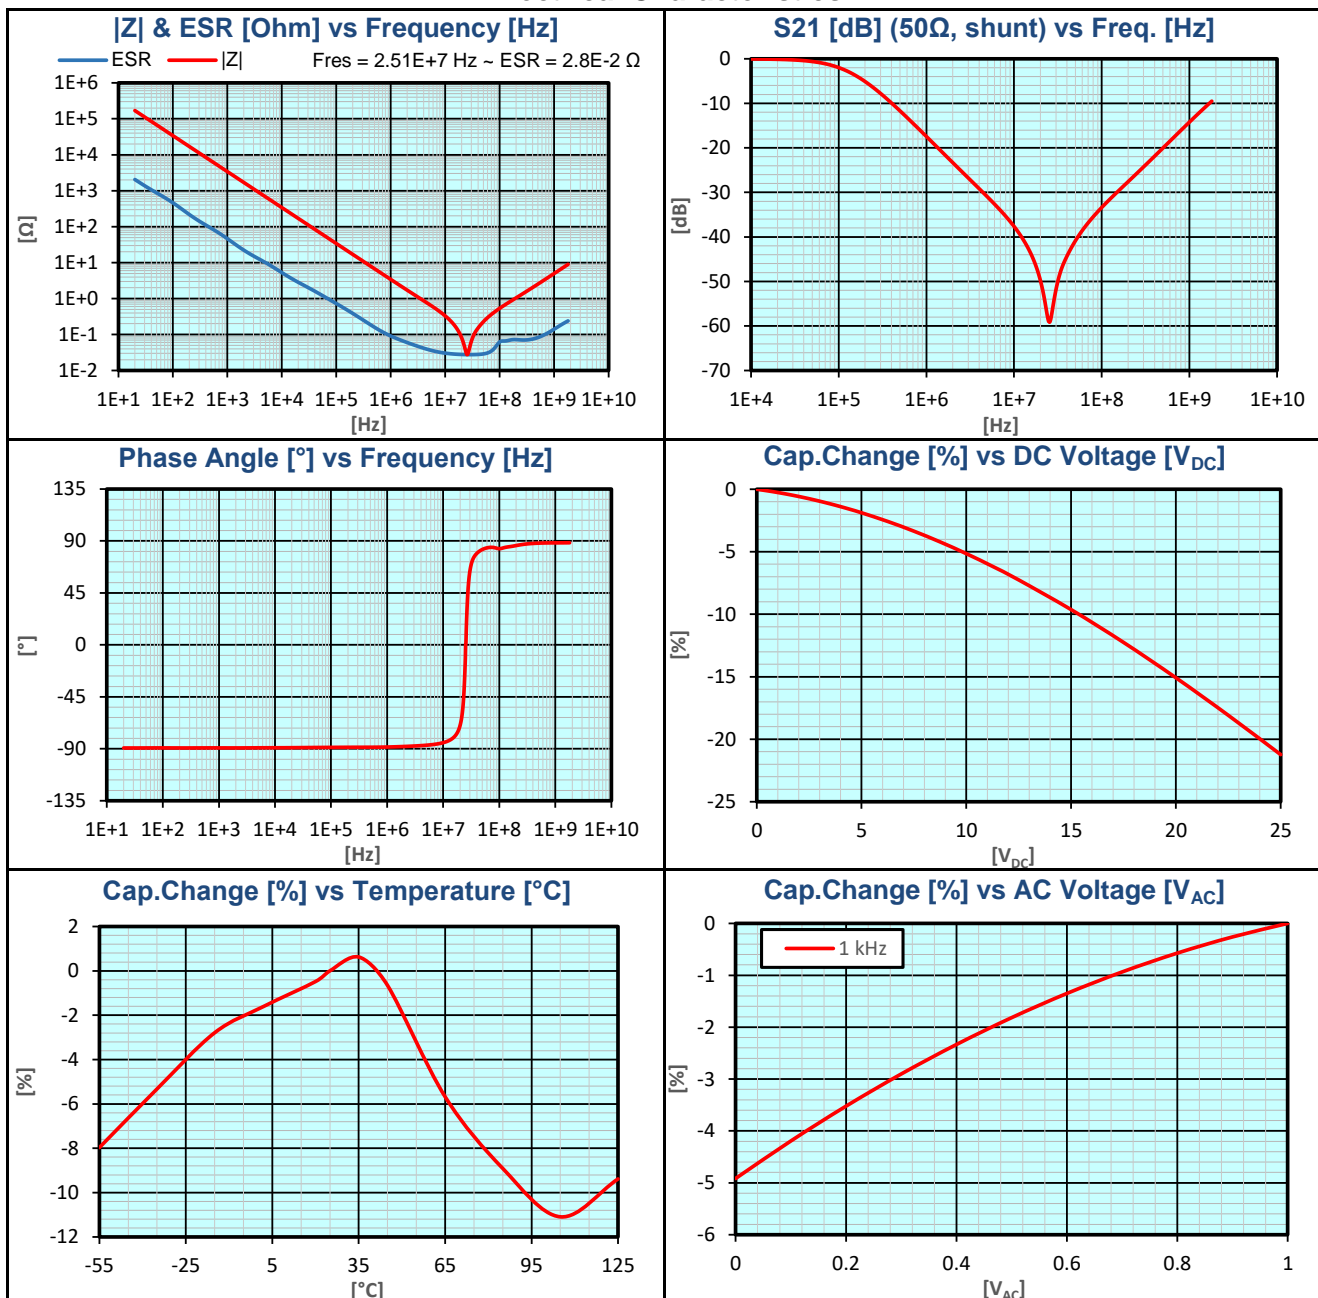 |Z| & ESR [Ohm] vs Frequency [Hz]
ESR |Z| Fres = 2.51E+7 Hz ~ ESR = 2.8E-2 Ω
1E+6
1E+5
1E+4
1E+3
1E+2
1E+1
1E+0
1E-1
1E-2
[Ω]
1E+1 1E+2 1E+3 1E+4 1E+5 1E+6 1E+7 1E+8 1E+9 1E+10
[Hz]
S21 [dB] (50Ω, shunt) vs Freq. [Hz]
0
-10
-20
-30
-40
-50
-60
-70
[dB]
1E+4 1E+5 1E+6 1E+7 1E+8 1E+9 1E+10
[Hz]
Phase Angle [°] vs Frequency [Hz]
135
90
45
0
-45
-90
-135
[°]
1E+1 1E+2 1E+3 1E+4 1E+5 1E+6 1E+7 1E+8 1E+9 1E+10
[Hz]
Cap.Change [%] vs DC Voltage [VDC]
0
-5
-10
-15
-20
-25
[%]
0 5 10 15 20 25
[VDC]
Cap.Change [%] vs Temperature [°C]
2
0
-2
-4
-6
-8
-10
-12
[%]
-55 -25 5 35 65 95 125
[°C]
Cap.Change [%] vs AC Voltage [VAC]
1 kHz
0
-1
-2
-3
-4
-5
-6
[%]
0 0.2 0.4 0.6 0.8 1
[VAC]